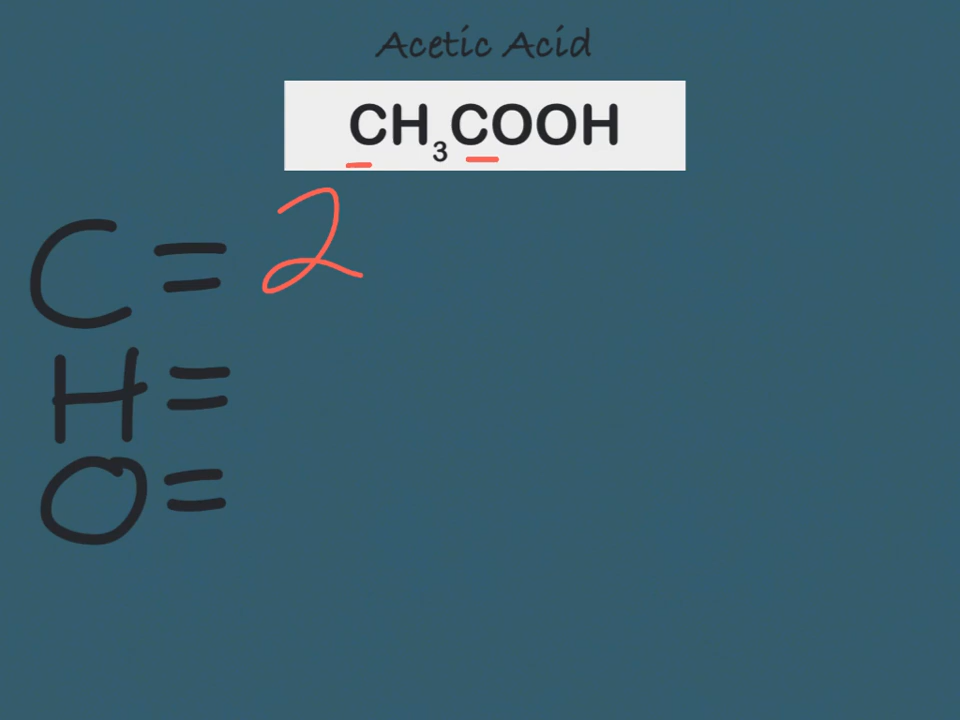 Acetic Acid
CH₃COOH
C= 2
H=
O=